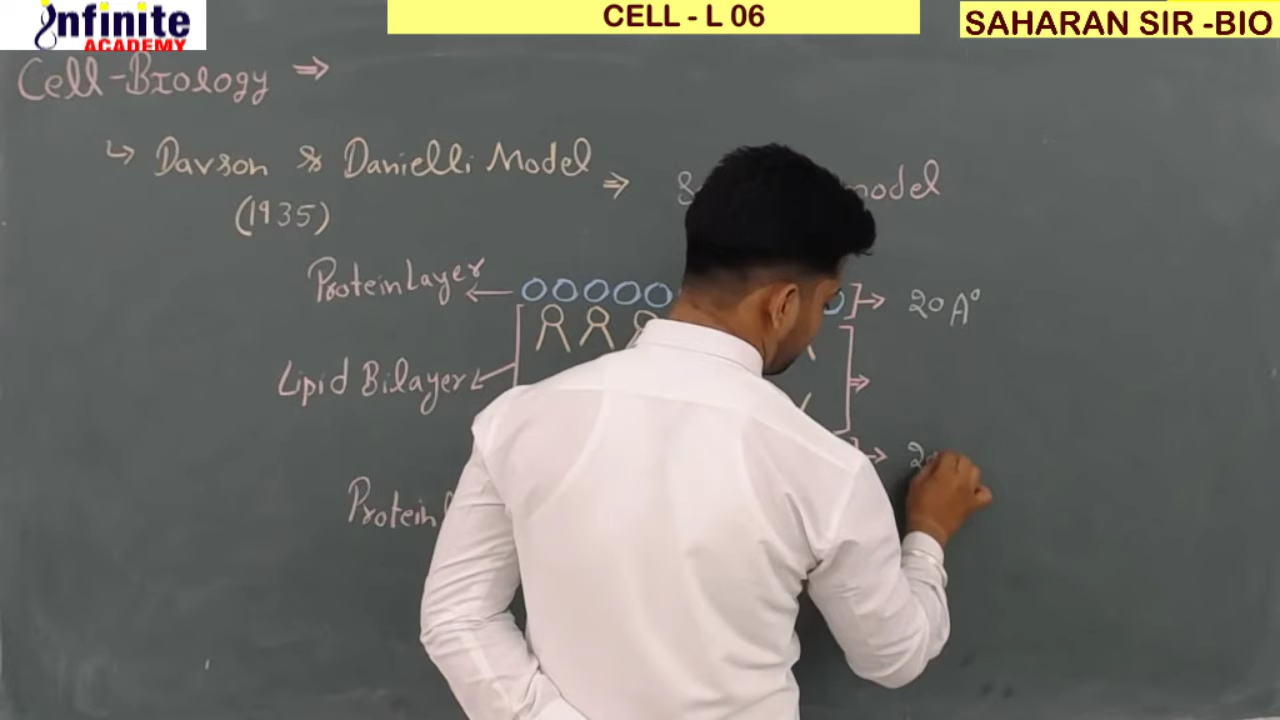 infinite
ACADEMY
CELL - L 06
SAHARAN SIR -BIO
Cell-Biology ⇒
↳ Davson & Danielli Model ⇒ model
(1935)
Protein Layer ← → 20 A°
Lipid Bilayer ⇒
Protein →